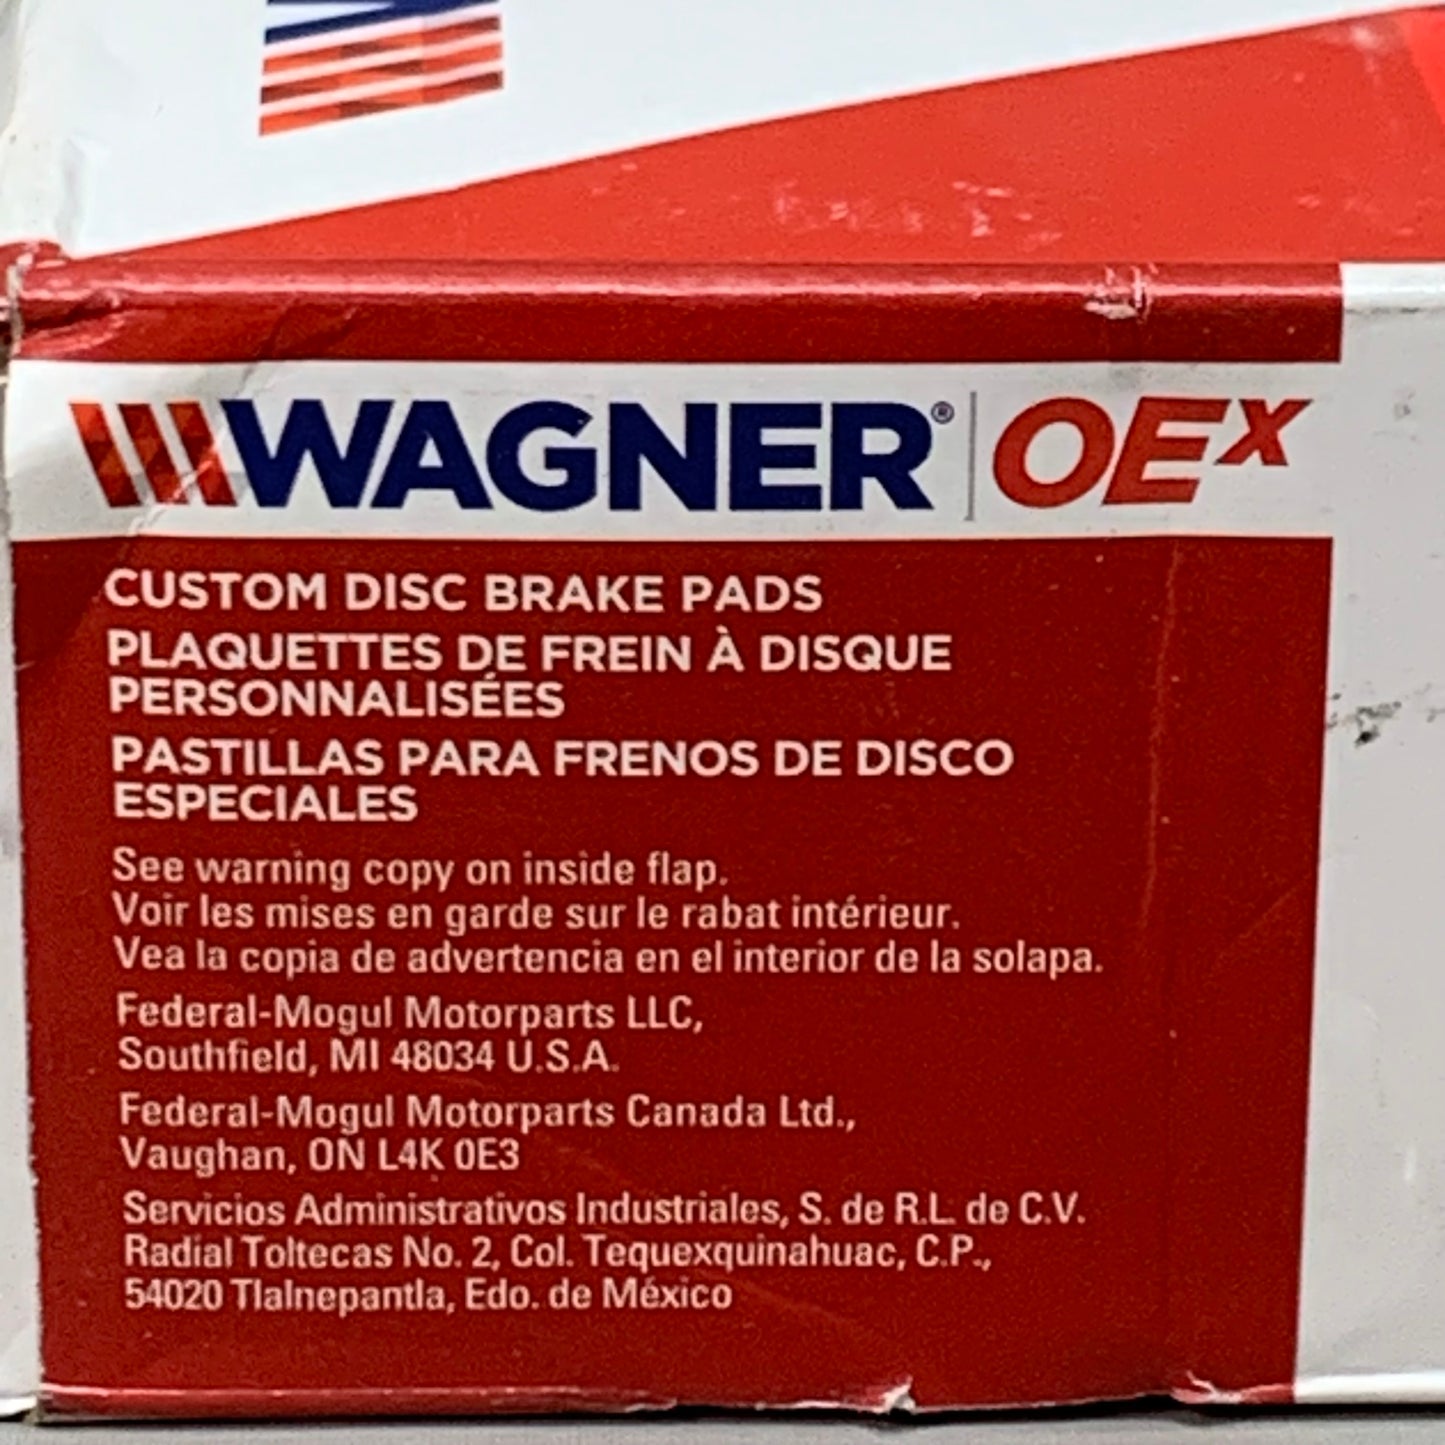 WAGNER® OEX
CUSTOM DISC BRAKE PADS
PLAQUETTES DE FREIN À DISQUE
PERSONNALISÉES
PASTILLAS PARA FRENOS DE DISCO
ESPECIALES
See warning copy on inside flap.
Voir les mises en garde sur le rabat intérieur.
Vea la copia de advertencia en el interior de la solapa.
Federal-Mogul Motorparts LLC,
Southfield, MI 48034 U.S.A.
Federal-Mogul Motorparts Canada Ltd.,
Vaughan, ON L4K 0E3
Servicios Administrativos Industriales, S. de R.L. de C.V.
Radial Toltecas No. 2, Col. Tequexquinahuac, C.P.,
54020 Tlalnepantla, Edo. de México